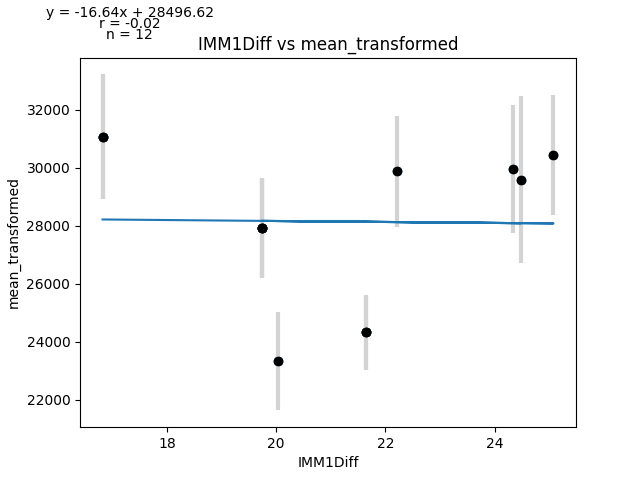 y = -16.64x + 28496.62
r = -0.02
n = 12
IMM1Diff vs mean_transformed
32000
30000
28000
26000
24000
22000
mean_transformed
18
20
22
24
IMM1Diff